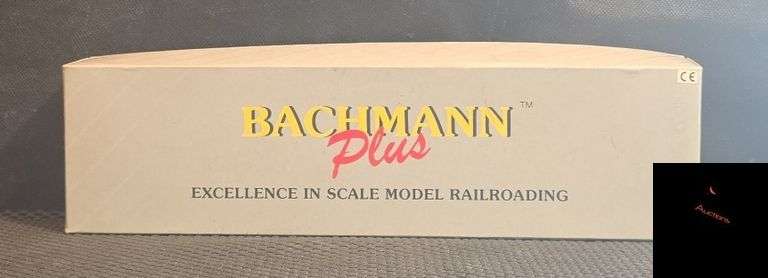 CE
BACHMANN™
Plus
EXCELLENCE IN SCALE MODEL RAILROADING
Auctions